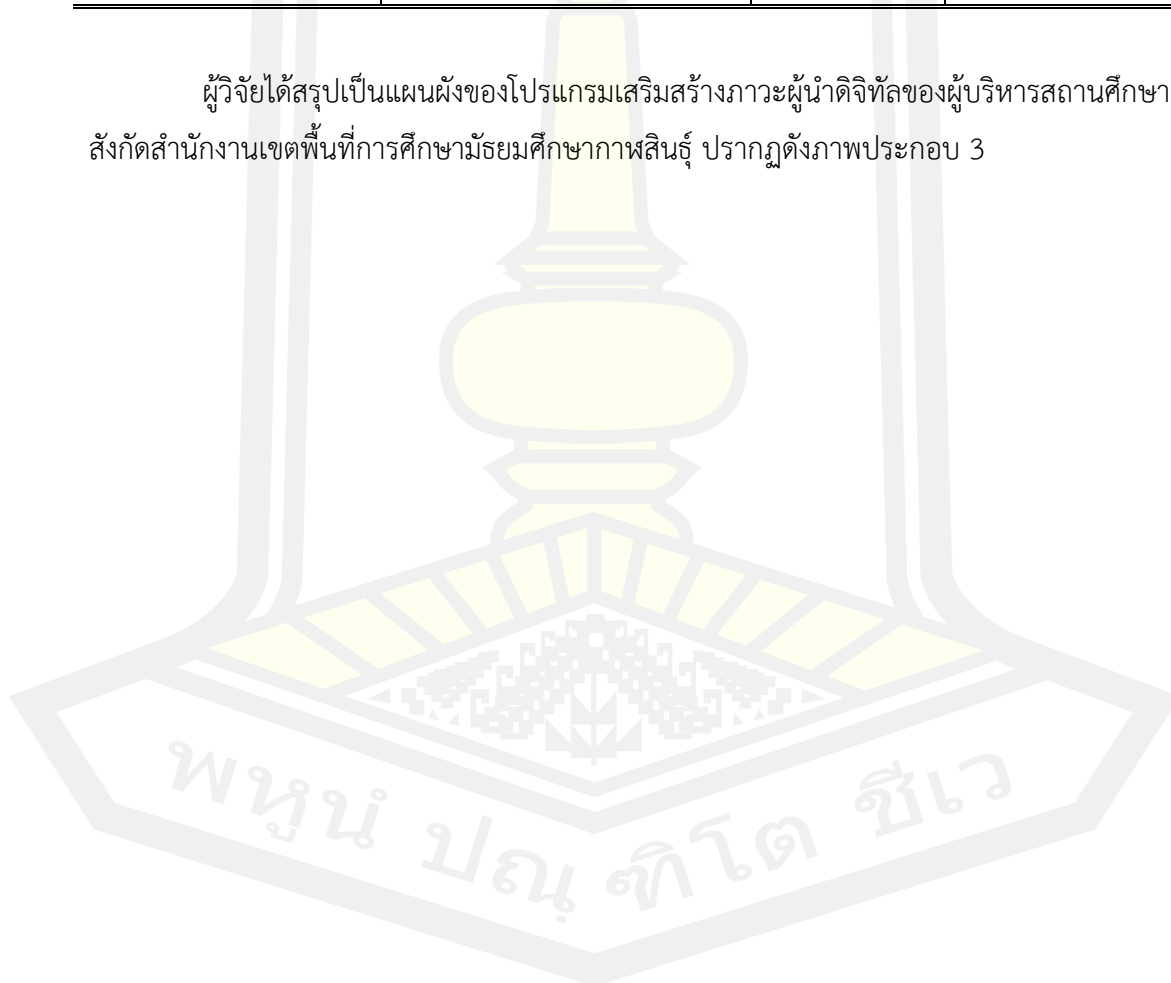 ผู้วิจัยได้สรุปเป็นแผนผังของโปรแกรมเสริมสร้างภาวะผู้นำดิจิทัลของผู้บริหารสถานศึกษา
สังกัดสำนักงานเขตพื้นที่การศึกษามัธยมศึกษากาฬสินธุ์ ปรากฏดังภาพประกอบ 3
พหูนํ ปณฺฑิโต ชีเว